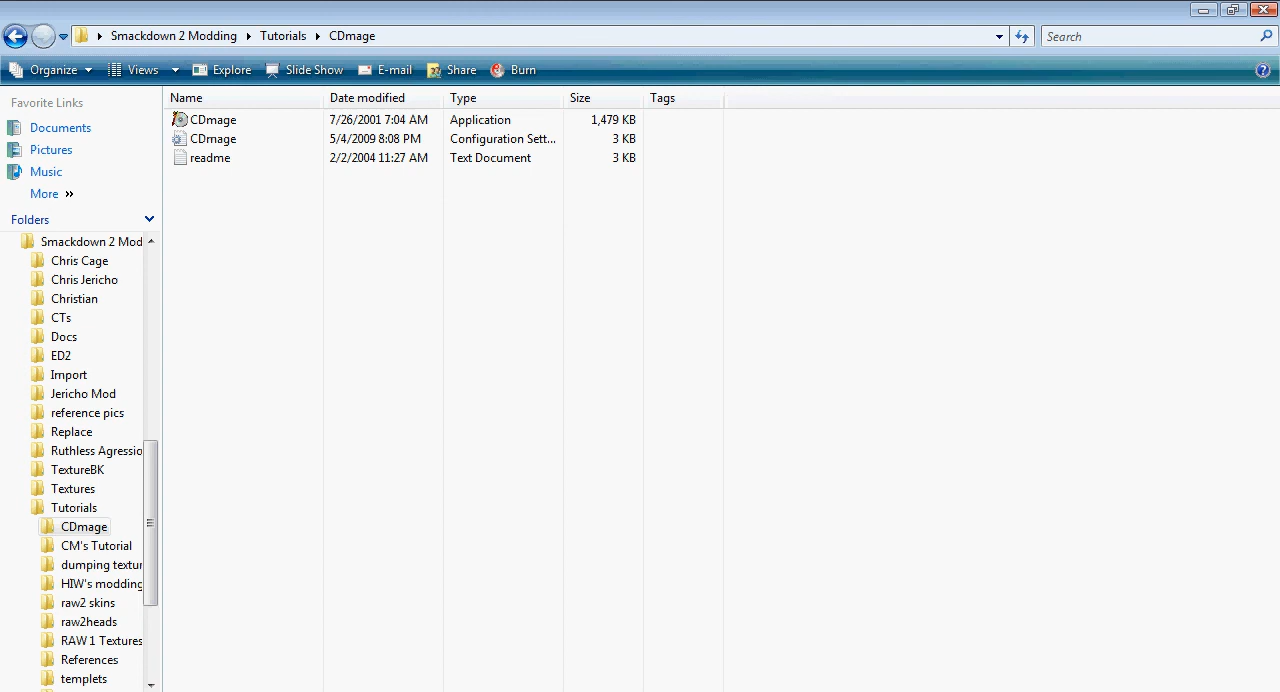 Smackdown 2 Modding Tutorials CDmage Search
Organize Views Explore Slide Show E-mail Share Burn
Favorite Links
Documents
Pictures
Music
More »
Folders
Smackdown 2 Mod
Chris Cage
Chris Jericho
Christian
CTs
Docs
ED2
Import
Jericho Mod
reference pics
Replace
Ruthless Agressio
TextureBK
Textures
Tutorials
CDmage
CM's Tutorial
dumping textur
HIW's modding
raw2 skins
raw2heads
RAW 1 Textures
References
templets
Name Date modified Type Size Tags
CDmage 7/26/2001 7:04 AM Application 1,479 KB
CDmage 5/4/2009 8:08 PM Configuration Sett... 3 KB
readme 2/2/2004 11:27 AM Text Document 3 KB